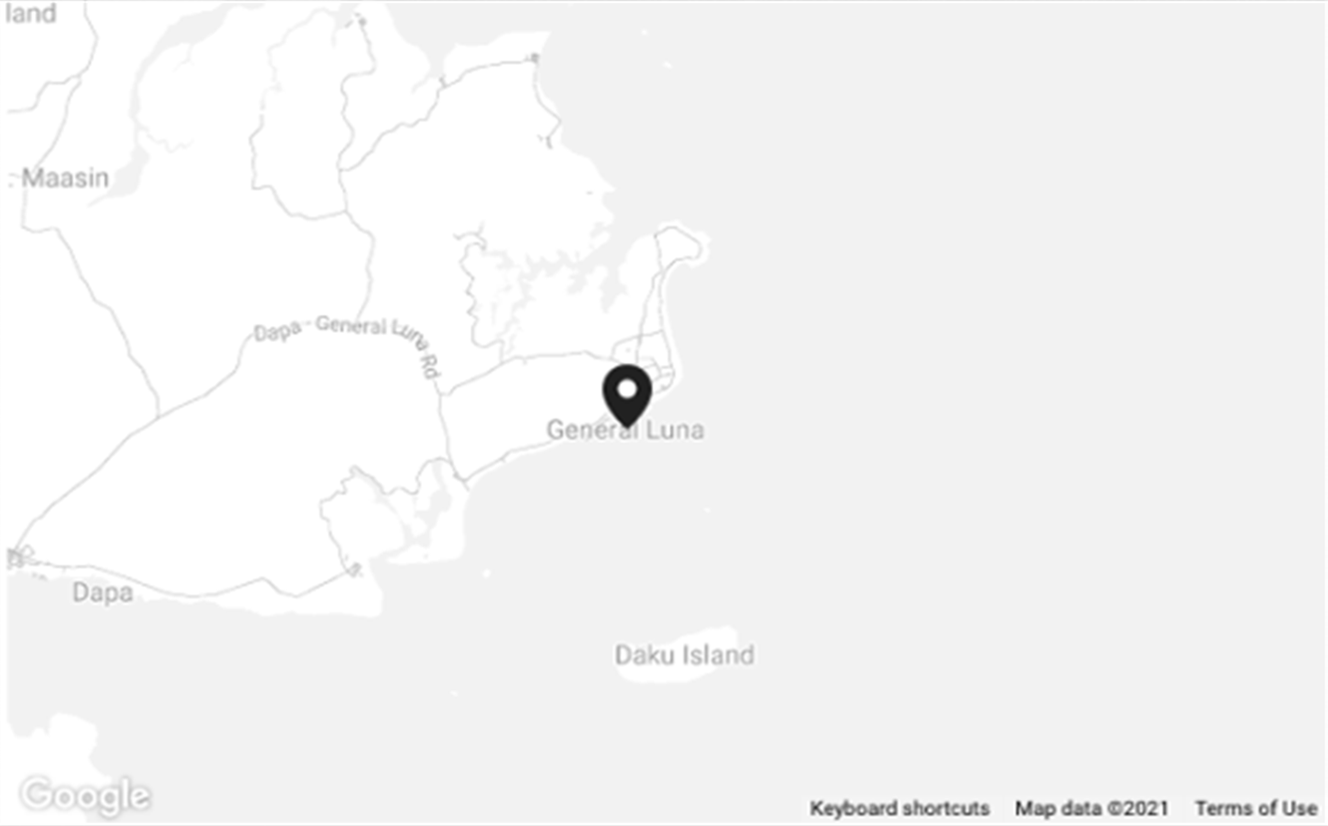 land
Maasin
Dapa - General Luna Rd
General Luna
Dapa
Daku Island
Google
Keyboard shortcuts
Map data ©2021
Terms of Use